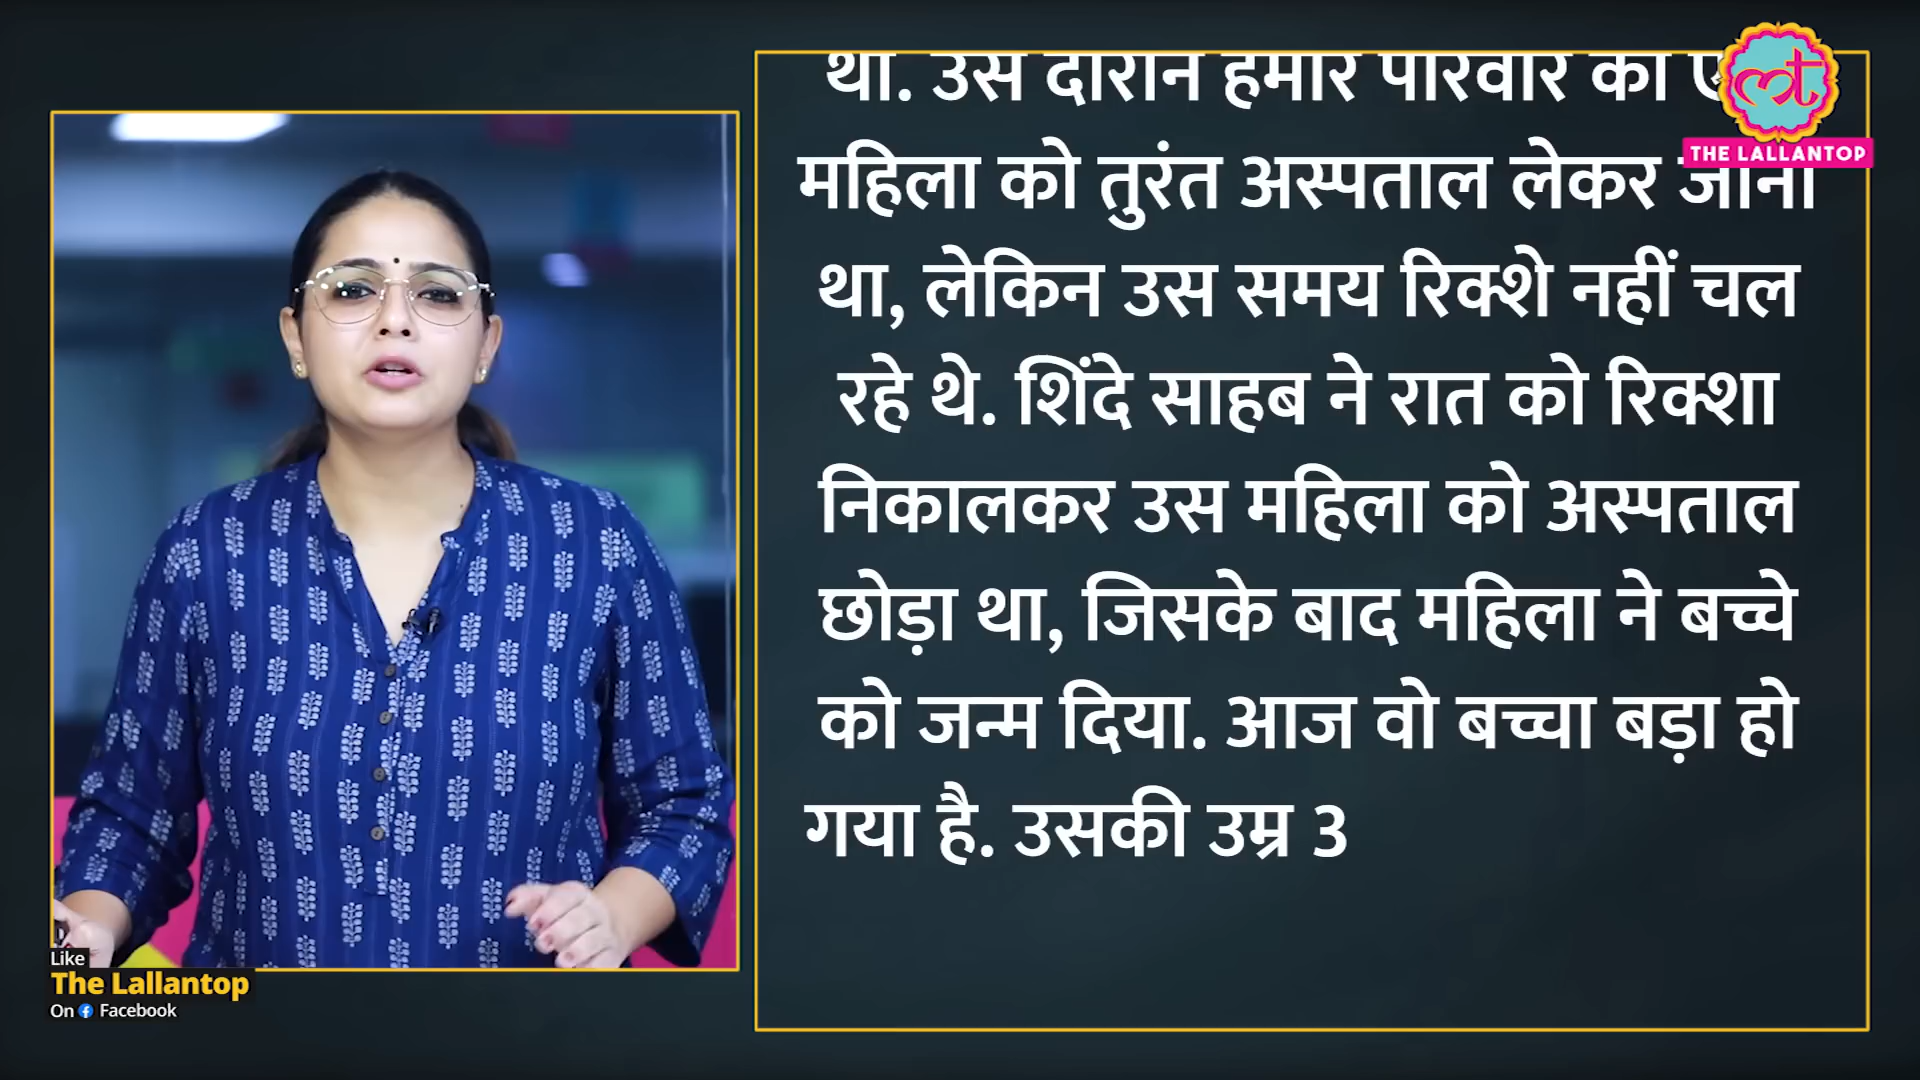 था. उस दौरान हमारे परिवार की
महिला को तुरंत अस्पताल लेकर जाना
था, लेकिन उस समय रिक्शे नहीं चल
रहे थे. शिंदे साहब ने रात को रिक्शा
निकालकर उस महिला को अस्पताल
छोड़ा था, जिसके बाद महिला ने बच्चे
को जन्म दिया. आज वो बच्चा बड़ा हो
गया है. उसकी उम्र 3
THE LALLANTOP
Like
The Lallantop
On Facebook